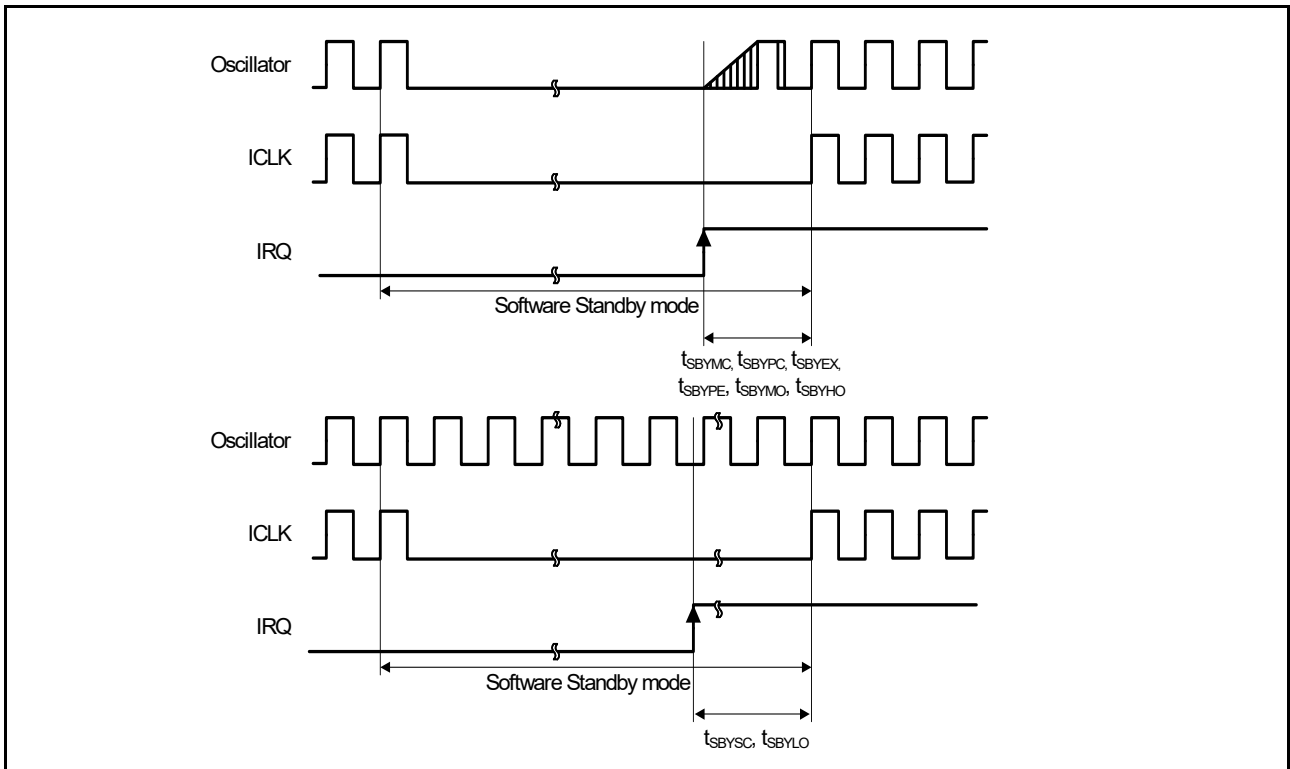 Oscillator
ICLK
IRQ
Software Standby mode
tSBYMC, tSBYPC, tSBYEX,
tSBYPE, tSBYMO, tSBYHO
Oscillator
ICLK
IRQ
Software Standby mode
tSBYSC, tSBYLO